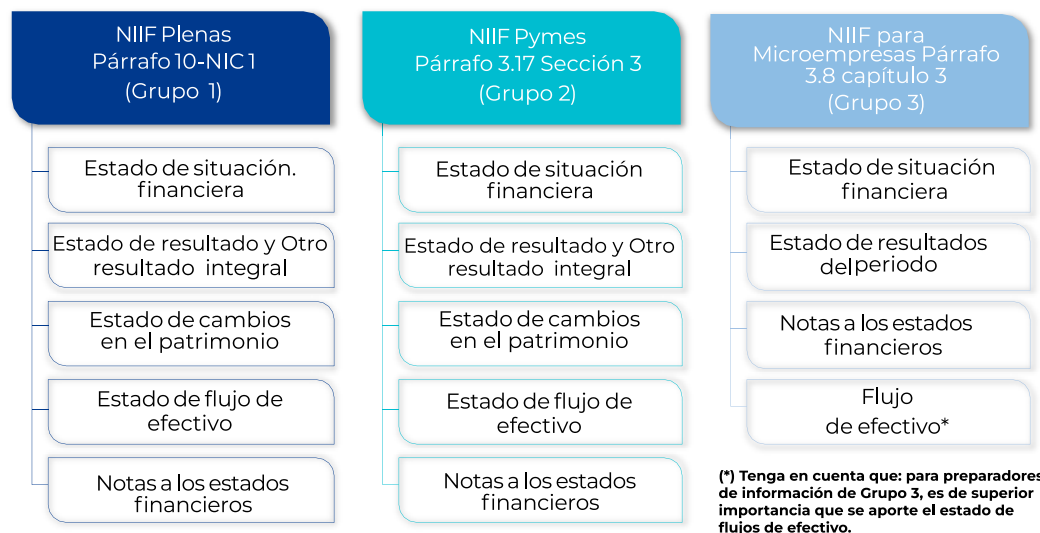 NIIF Plenas
Párrafo 10-NIC 1
(Grupo 1)
Estado de situación.
financiera
Estado de resultado y Otro
resultado integral
Estado de cambios
en el patrimonio
Estado de flujo de
efectivo
Notas a los estados
financieros
NIIF Pymes
Párrafo 3.17 Sección 3
(Grupo 2)
Estado de situación
financiera
Estado de resultado y Otro
resultado integral
Estado de cambios
en el patrimonio
Estado de flujo de
efectivo
Notas a los estados
financieros
NIIF para
Microempresas Párrafo
3.8 capítulo 3
(Grupo 3)
Estado de situación
financiera
Estado de resultados
del periodo
Notas a los estados
financieros
Flujo
de efectivo*
(*) Tenga en cuenta que: para preparadores
de información de Grupo 3, es de superior
importancia que se aporte el estado de
flujos de efectivo.